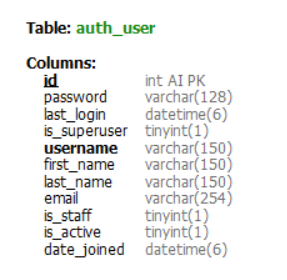 Table: auth_user
Columns:
id int AI PK
password varchar(128)
last_login datetime(6)
is_superuser tinyint(1)
username varchar(150)
first_name varchar(150)
last_name varchar(150)
email varchar(254)
is_staff tinyint(1)
is_active tinyint(1)
date_joined datetime(6)